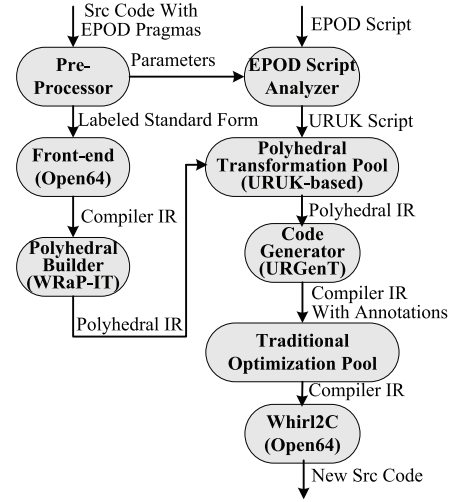 Src Code With
EPOD Pragmas
EPOD Script
Pre-
Processor
Parameters
EPOD Script
Analyzer
Labeled Standard Form
URUK Script
Front-end
(Open64)
Polyhedral
Transformation Pool
(URUK-based)
Compiler IR
Polyhedral IR
Polyhedral
Builder
(WRaP-IT)
Code
Generator
(URGenT)
Polyhedral IR
Compiler IR
With Annotations
Traditional
Optimization Pool
Compiler IR
Whirl2C
(Open64)
New Src Code